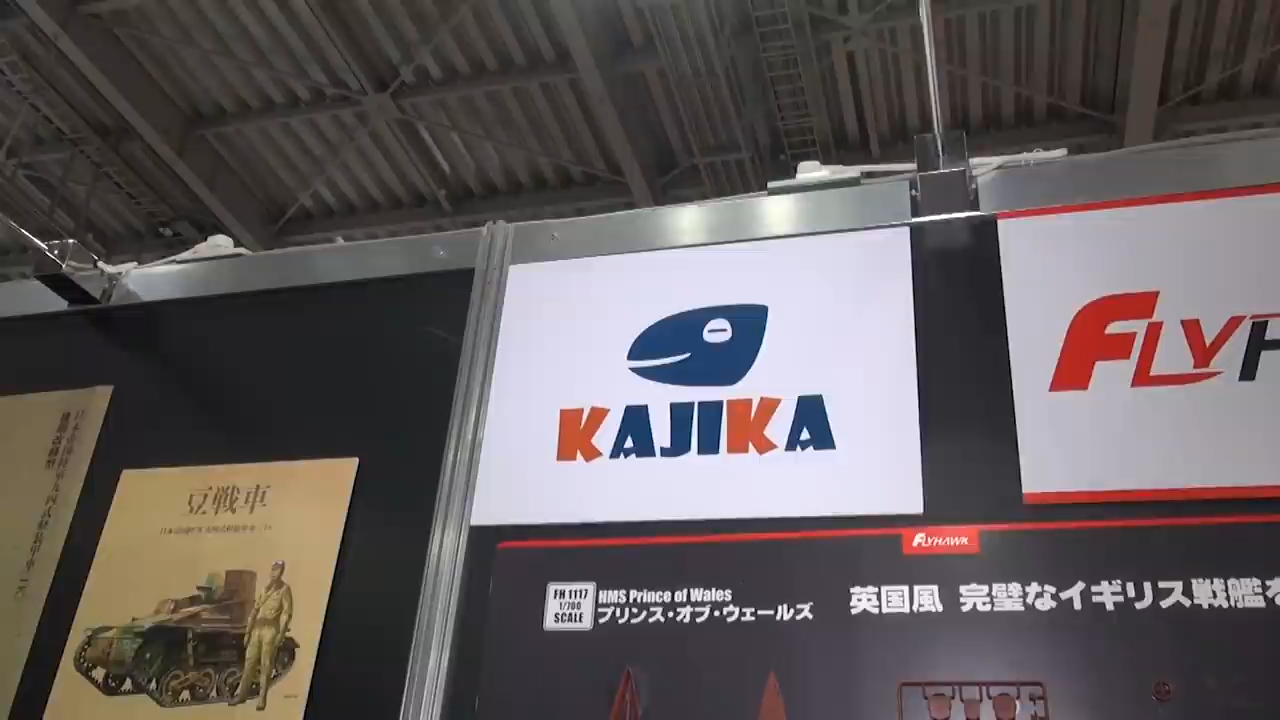 豆戦車
KAJIKA
FLYH
FLYHAWK
FH 1117
1/700
SCALE
HMS Prince of Wales
プリンス・オブ・ウェールズ
英国風 完璧なイギリス戦艦を